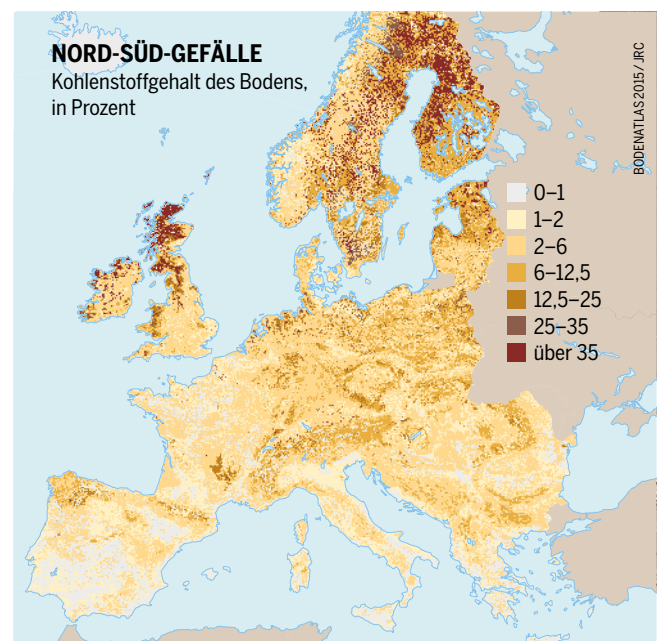 NORD-SÜD-GEFÄLLE
Kohlenstoffgehalt des Bodens,
in Prozent
BODENATLAS 2015 / JRC
0–1
1–2
2–6
6–12,5
12,5–25
25–35
über 35